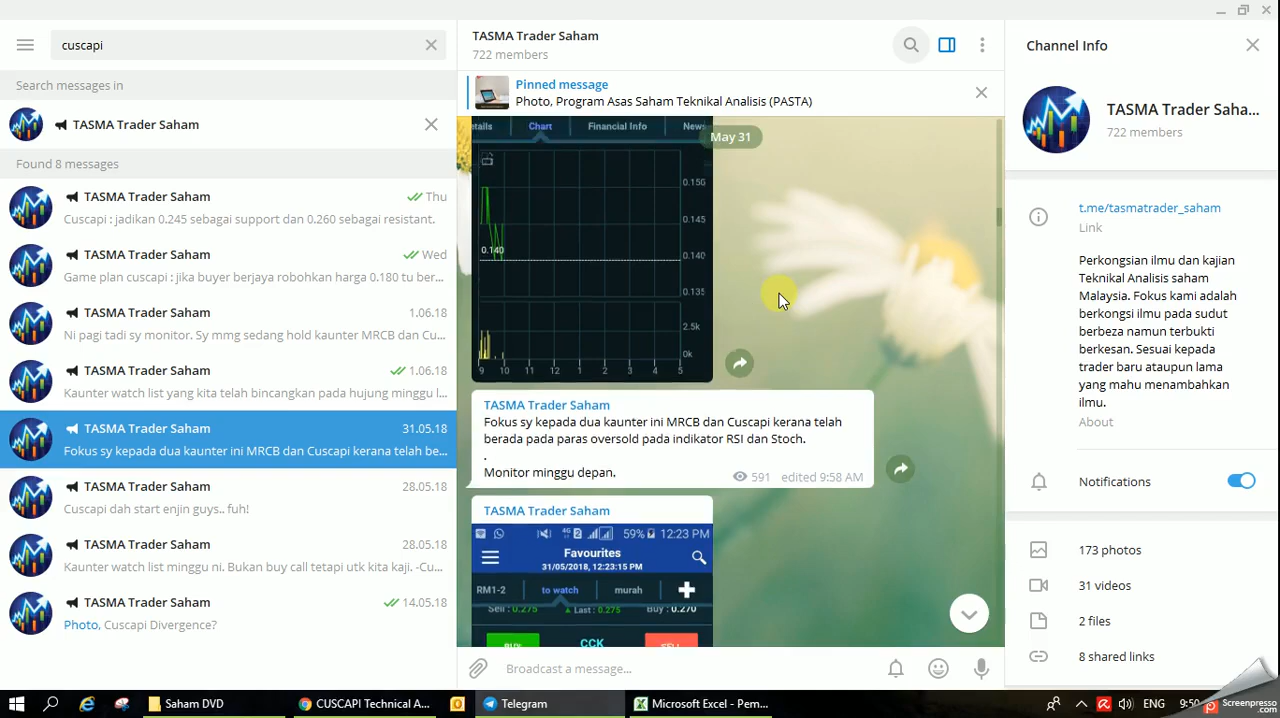 cuscapi
Search messages in
TASMA Trader Saham
Found 8 messages
TASMA Trader Saham
Thu
Cuscapi : jadikan 0.245 sebagai support dan 0.260 sebagai resistant.
TASMA Trader Saham
Wed
Game plan cuscapi : jika buyer berjaya robohkan harga 0.180 tu ber...
TASMA Trader Saham
1.06.18
Ni pagi tadi sy monitor. Sy mmg sedang hold kaunter MRCB dan Cu...
TASMA Trader Saham
1.06.18
Kaunter watch list yang kita telah bincangkan pada hujung minggu l...
TASMA Trader Saham
31.05.18
Fokus sy kepada dua kaunter ini MRCB dan Cuscapi kerana telah be...
TASMA Trader Saham
28.05.18
Cuscapi dah start enjin guys.. fuh!
TASMA Trader Saham
28.05.18
Kaunter watch list minggu ni. Bukan buy call tetapi utk kita kaji. -Cu...
TASMA Trader Saham
14.05.18
Photo, Cuscapi Divergence?
TASMA Trader Saham
722 members
Pinned message
Photo, Program Asas Saham Teknikal Analisis (PASTA)
May 31
etails Chart Financial Info News
0.150
0.145
0.140
0.140
0.135
2.5k
0k
9 10 11 12 1 2 3 4 5
TASMA Trader Saham
Fokus sy kepada dua kaunter ini MRCB dan Cuscapi kerana telah
berada pada paras oversold pada indikator RSI dan Stoch.
.
Monitor minggu depan.
591 edited 9:58 AM
TASMA Trader Saham
4G 2 59% 12:23 PM
Favourites
31/05/2018, 12:23:15 PM
RM1-2 to watch murah
Sell : 0.275 Last : 0.275 Buy : 0.270
BUY CCK SELL
Broadcast a message...
Channel Info
TASMA Trader Saha...
722 members
t.me/tasmatrader_saham
Link
Perkongsian ilmu dan kajian
Teknikal Analisis saham
Malaysia. Fokus kami adalah
berkongsi ilmu pada sudut
berbeza namun terbukti
berkesan. Sesuai kepada
trader baru ataupun lama
yang mahu menambahkan
ilmu.
About
Notifications
173 photos
31 videos
2 files
8 shared links
Saham DVD
CUSCAPI Technical A...
Telegram
Microsoft Excel - Pem...
ENG
9:50
Screenpresso
.com